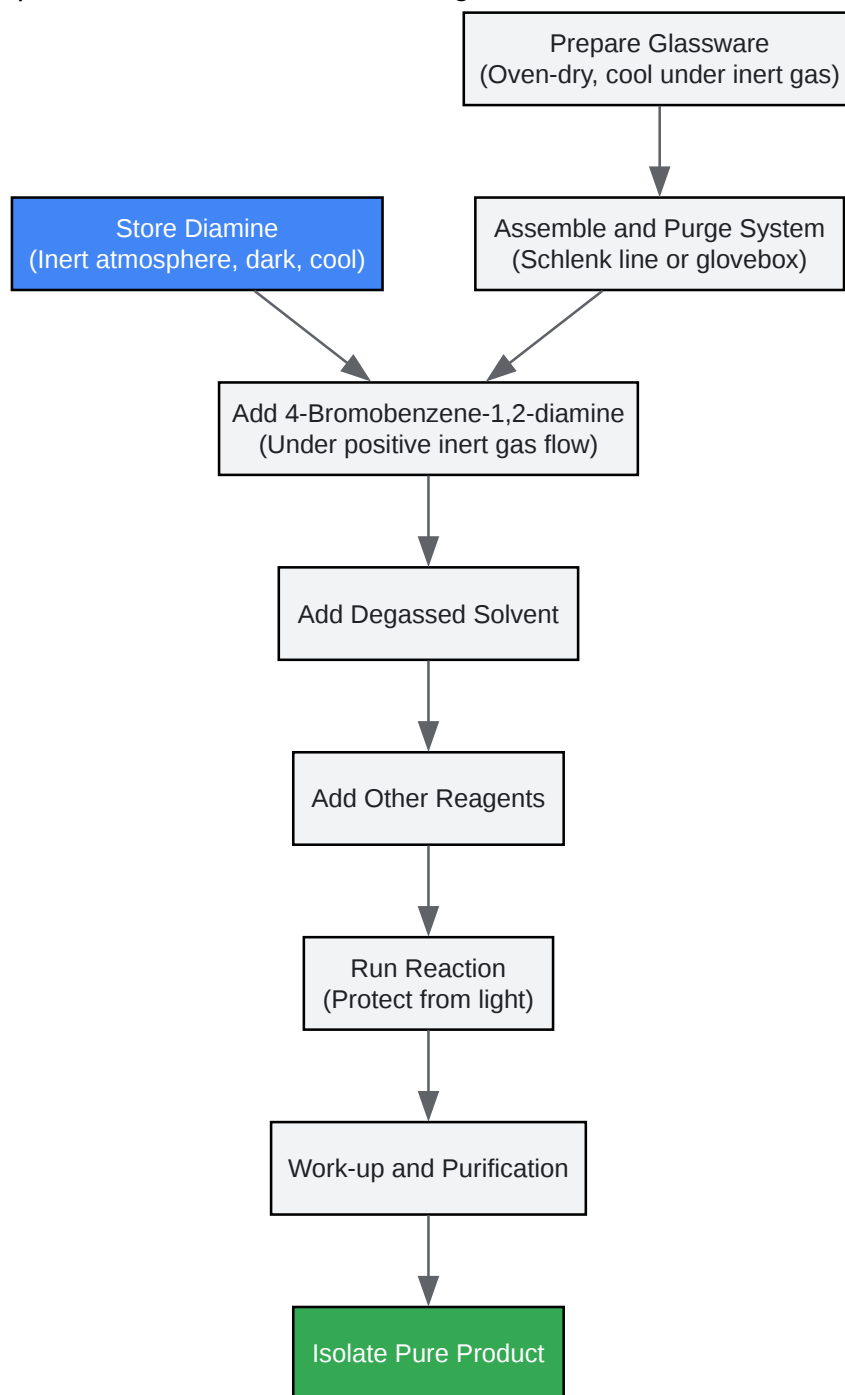 Prepare Glassware
(Oven-dry, cool under inert gas)
Store Diamine
(Inert atmosphere, dark, cool)
Assemble and Purge System
(Schlenk line or glovebox)
Add 4-Bromobenzene-1,2-diamine
(Under positive inert gas flow)
Add Degassed Solvent
Add Other Reagents
Run Reaction
(Protect from light)
Work-up and Purification
Isolate Pure Product